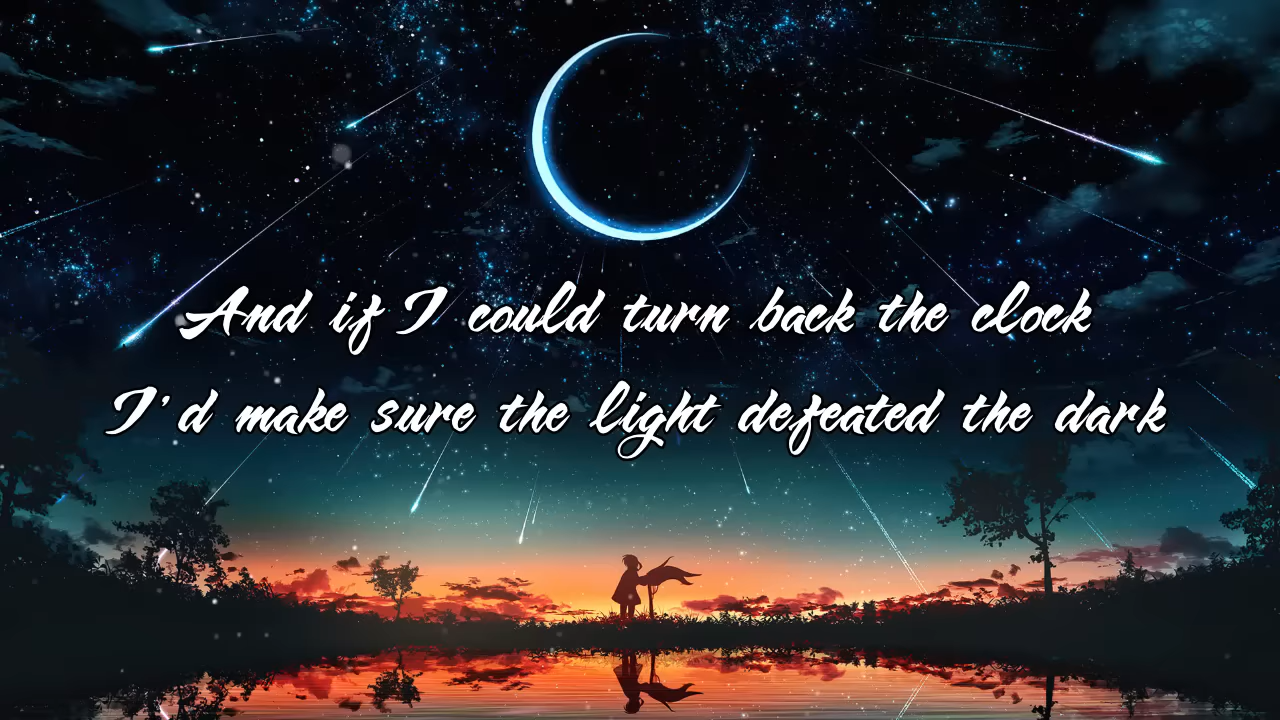 And if I could turn back the clock
I'd make sure the light defeated the dark